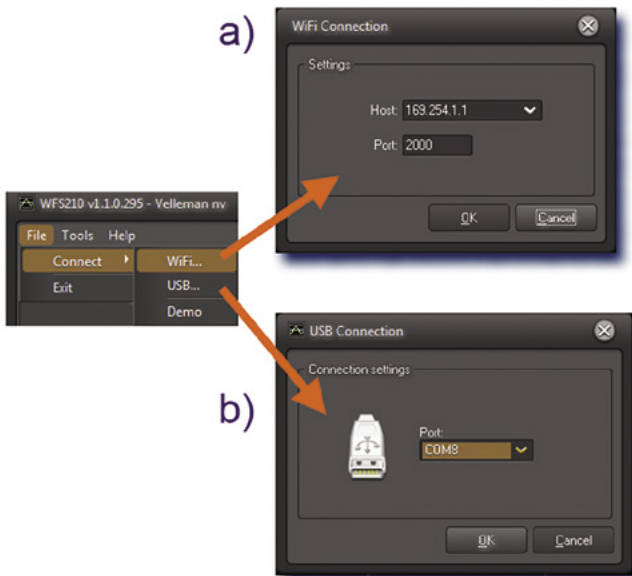 a)
WiFi Connection
Settings
Host: 169.254.1.1
Port: 2000
OK Cancel
WFS210 v1.1.0.295 - Velleman nv
File Tools Help
Connect WiFi...
Exit USB...
Demo
b)
USB Connection
Connection settings
Port:
COM8
OK Cancel